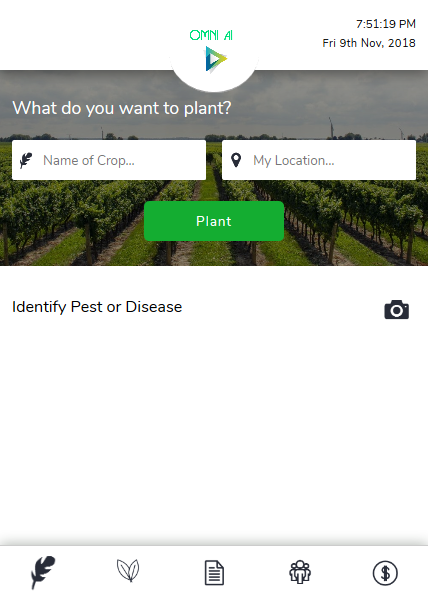 7:51:19 PM
OMNI AI
Fri 9th Nov, 2018
What do you want to plant?
Name of Crop...
My Location...
Plant
Identify Pest or Disease